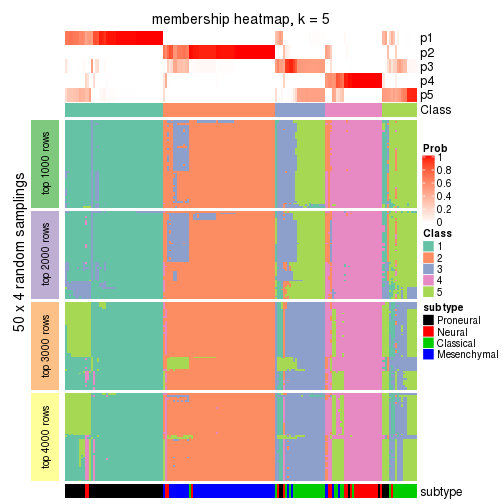 membership heatmap, k = 5
p1
p2
p3
p4
p5
Class
50 x 4 random samplings
top 1000 rows
top 2000 rows
top 3000 rows
top 4000 rows
Prob
1
0.8
0.6
0.4
0.2
0
Class
1
2
3
4
5
subtype
Proneural
Neural
Classical
Mesenchymal
subtype